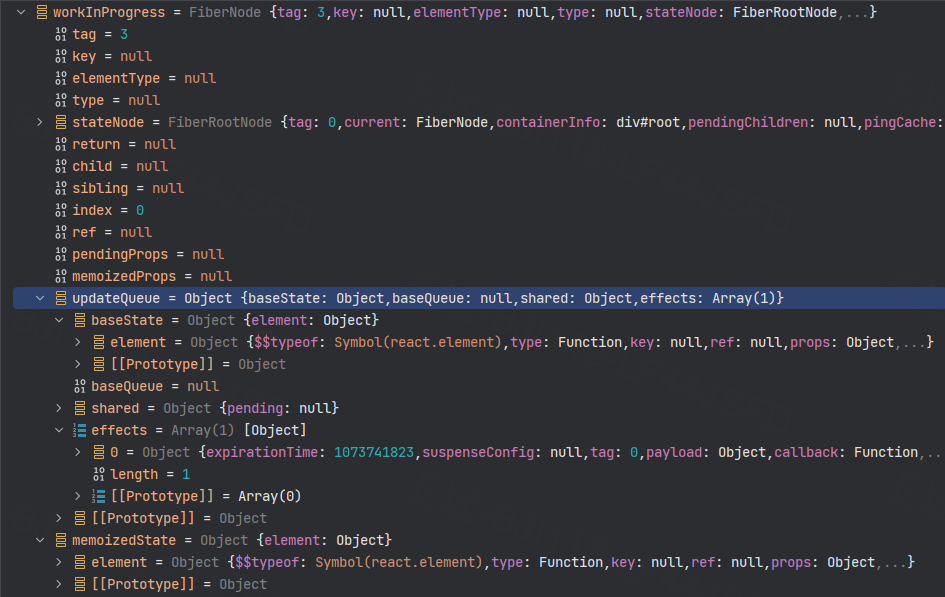 workInProgress = FiberNode {tag: 3,key: null,elementType: null,type: null,stateNode: FiberRootNode,...}
tag = 3
key = null
elementType = null
type = null
stateNode = FiberRootNode {tag: 0,current: FiberNode,containerInfo: div#root,pendingChildren: null,pingCache:
return = null
child = null
sibling = null
index = 0
ref = null
pendingProps = null
memoizedProps = null
updateQueue = Object {baseState: Object,baseQueue: null,shared: Object,effects: Array(1)}
baseState = Object {element: Object}
element = Object {$$typeof: Symbol(react.element),type: Function,key: null,ref: null,props: Object,...}
[[Prototype]] = Object
baseQueue = null
shared = Object {pending: null}
effects = Array(1) [Object]
0 = Object {expirationTime: 1073741823,suspenseConfig: null,tag: 0,payload: Object,callback: Function,..
length = 1
[[Prototype]] = Array(0)
[[Prototype]] = Object
memoizedState = Object {element: Object}
element = Object {$$typeof: Symbol(react.element),type: Function,key: null,ref: null,props: Object,...}
[[Prototype]] = Object